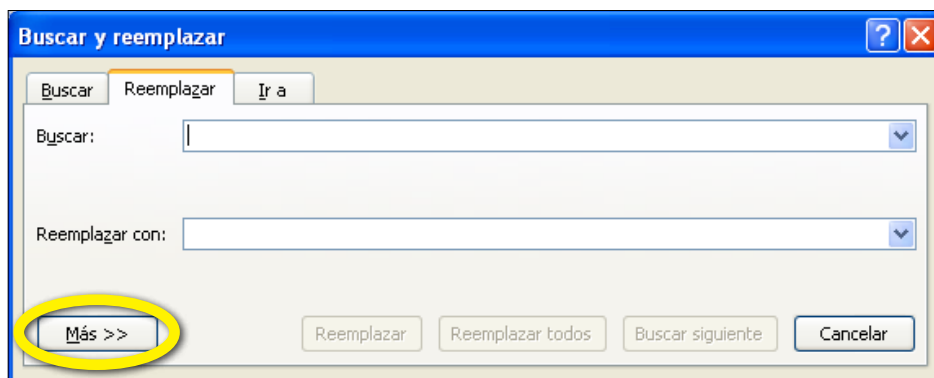 Buscar y reemplazar
Buscar Reemplazar Ir a
Buscar:
Reemplazar con:
Más >> Reemplazar Reemplazar todos Buscar siguiente Cancelar